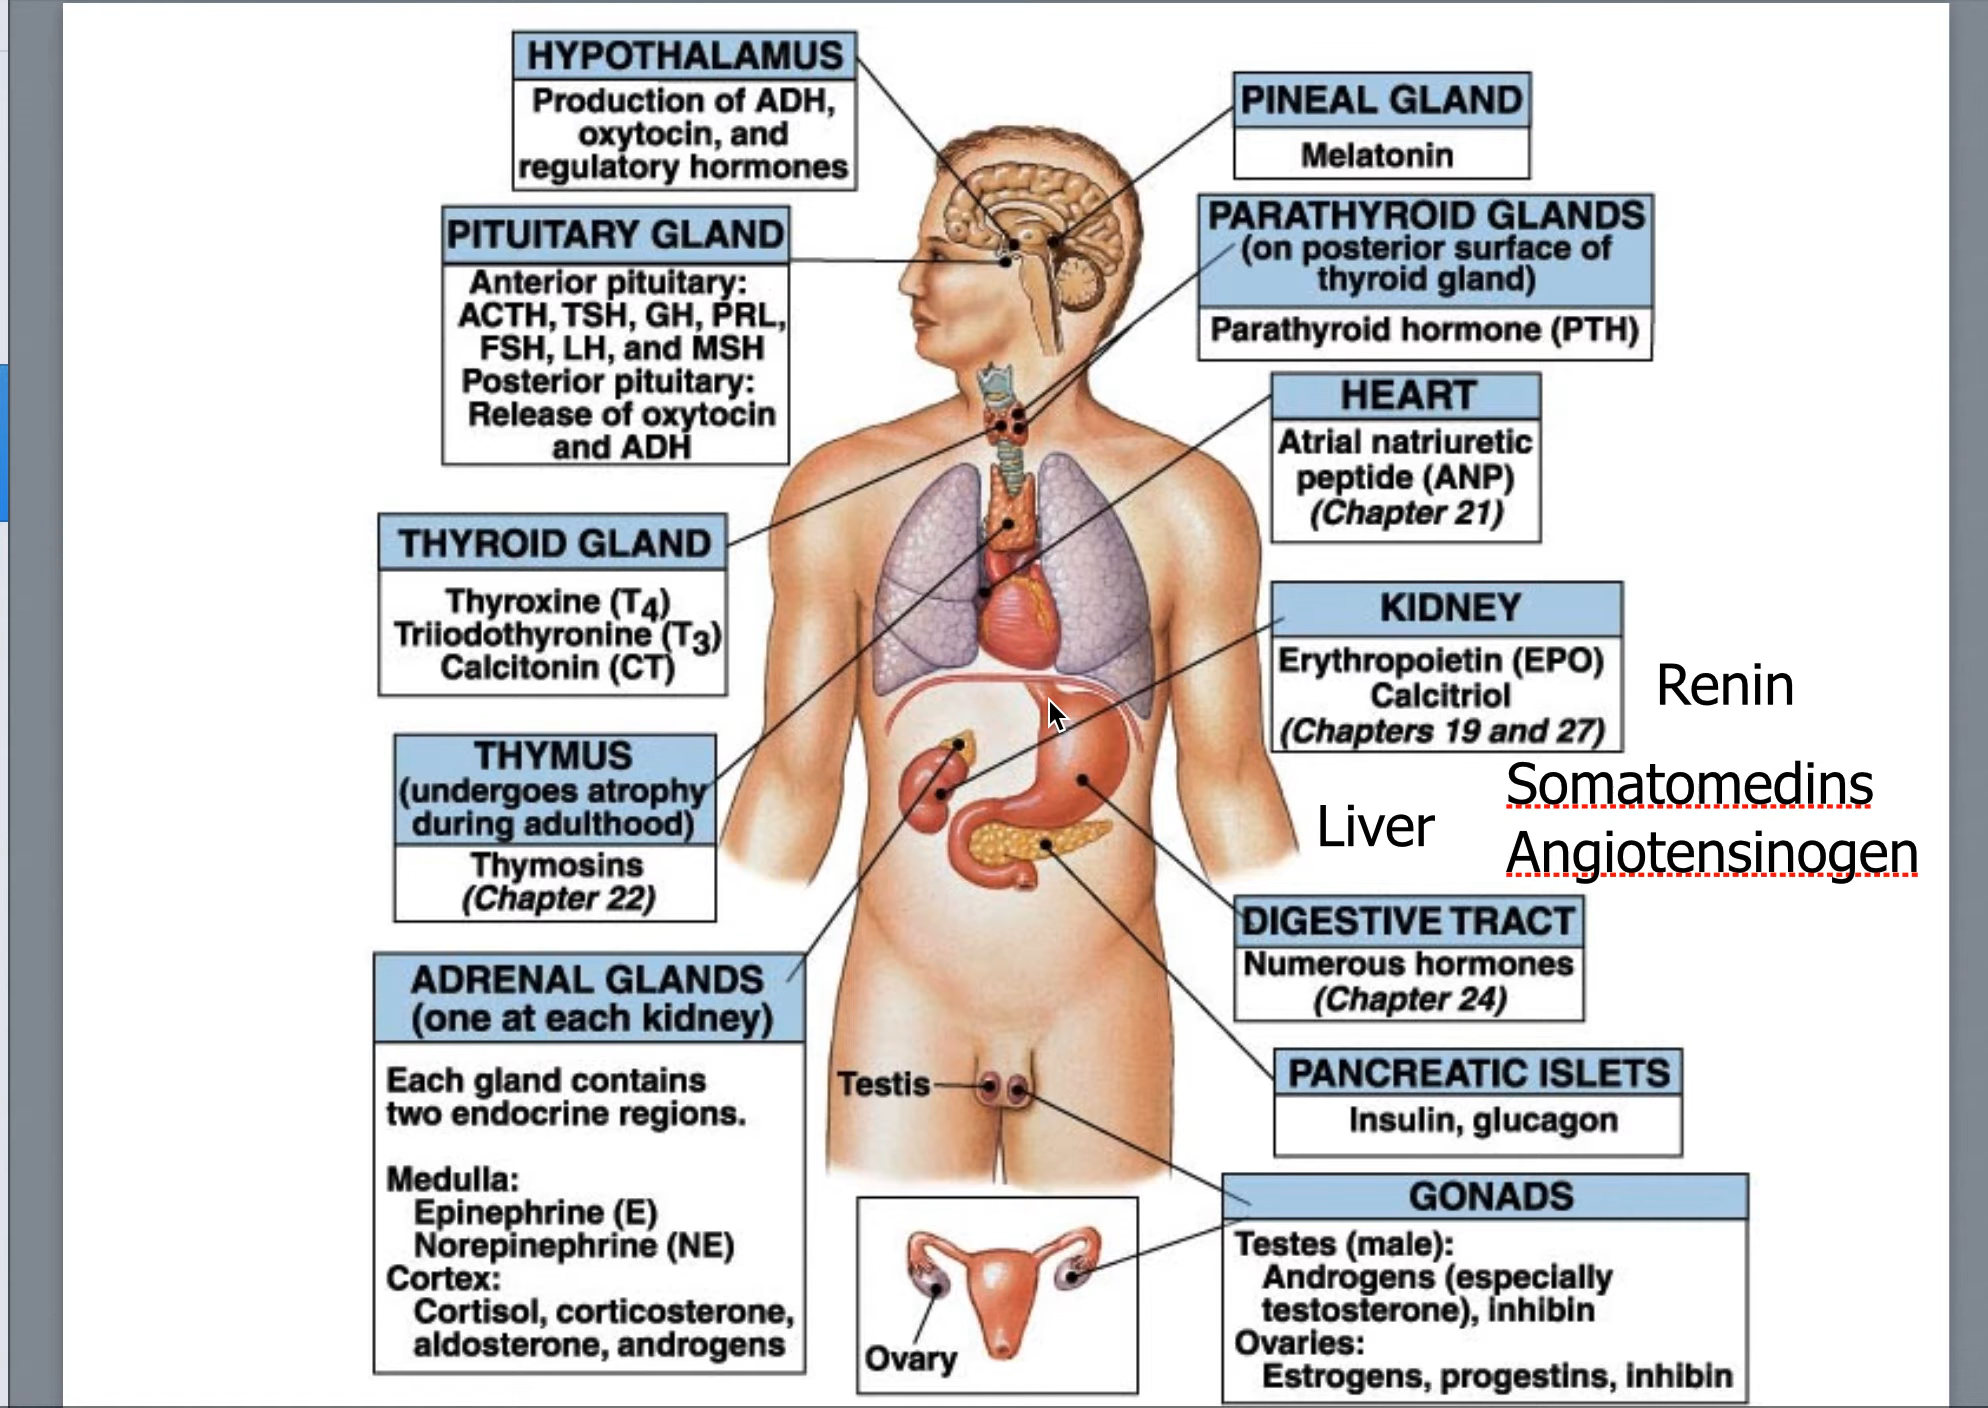 HYPOTHALAMUS
Production of ADH,
oxytocin, and
regulatory hormones
PITUITARY GLAND
Anterior pituitary:
ACTH, TSH, GH, PRL,
FSH, LH, and MSH
Posterior pituitary:
Release of oxytocin
and ADH
THYROID GLAND
Thyroxine (T4)
Triiodothyronine (T3)
Calcitonin (CT)
THYMUS
(undergoes atrophy
during adulthood)
Thymosins
(Chapter 22)
ADRENAL GLANDS
(one at each kidney)
Each gland contains
two endocrine regions.
Medulla:
Epinephrine (E)
Norepinephrine (NE)
Cortex:
Cortisol, corticosterone,
aldosterone, androgens
Testis
Ovary
PINEAL GLAND
Melatonin
PARATHYROID GLANDS
(on posterior surface of
thyroid gland)
Parathyroid hormone (PTH)
HEART
Atrial natriuretic
peptide (ANP)
(Chapter 21)
KIDNEY
Erythropoietin (EPO)
Calcitriol
(Chapters 19 and 27)
Renin
Liver
Somatomedins
Angiotensinogen
DIGESTIVE TRACT
Numerous hormones
(Chapter 24)
PANCREATIC ISLETS
Insulin, glucagon
GONADS
Testes (male):
Androgens (especially
testosterone), inhibin
Ovaries:
Estrogens, progestins, inhibin